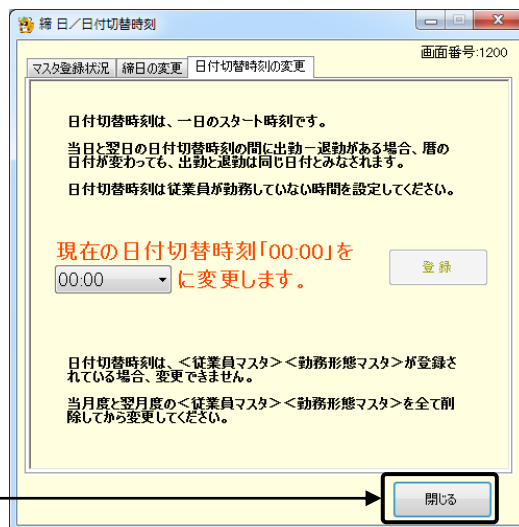 締 日／日付切替時刻
画面番号:1200
マスタ登録状況 締日の変更 日付切替時刻の変更
日付切替時刻は、一日のスタート時刻です。
当日と翌日の日付切替時刻の間に出勤－退勤がある場合、暦の
日付が変わっても、出勤と退勤は同じ日付とみなされます。
日付切替時刻は従業員が勤務していない時間を設定してください。
現在の日付切替時刻「00:00」を
00:00 に変更します。
登録
日付切替時刻は、＜従業員マスタ＞＜勤務形態マスタ＞が登録さ
れている場合、変更できません。
当月度と翌月度の＜従業員マスタ＞＜勤務形態マスタ＞を全て削
除してから変更してください。
閉じる